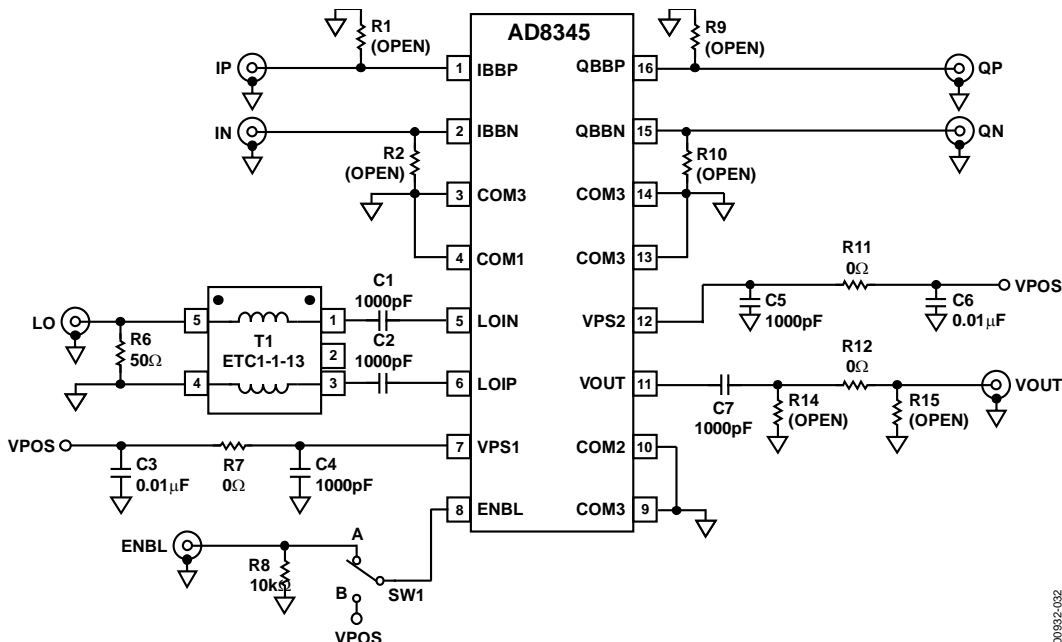 AD8345
R1
(OPEN)
R9
(OPEN)
IP
1
IBBP
QBBP
16
QP
IN
2
IBBN
QBBN
15
QN
R2
(OPEN)
R10
(OPEN)
3
COM3
COM3
14
4
COM1
COM3
13
C1
1000pF
R11
0Ω
VPOS
LO
5
1
5
LOIN
VPS2
12
C5
1000pF
C6
0.01μF
R6
50Ω
T1
ETC1-1-13
2
C2
1000pF
R12
0Ω
4
3
6
LOIP
VOUT
11
VOUT
C7
1000pF
R14
(OPEN)
R15
(OPEN)
VPOS
7
VPS1
COM2
10
C3
0.01μF
R7
0Ω
C4
1000pF
8
ENBL
COM3
9
ENBL
A
R8
10kΩ
SW1
B
VPOS
00932-032